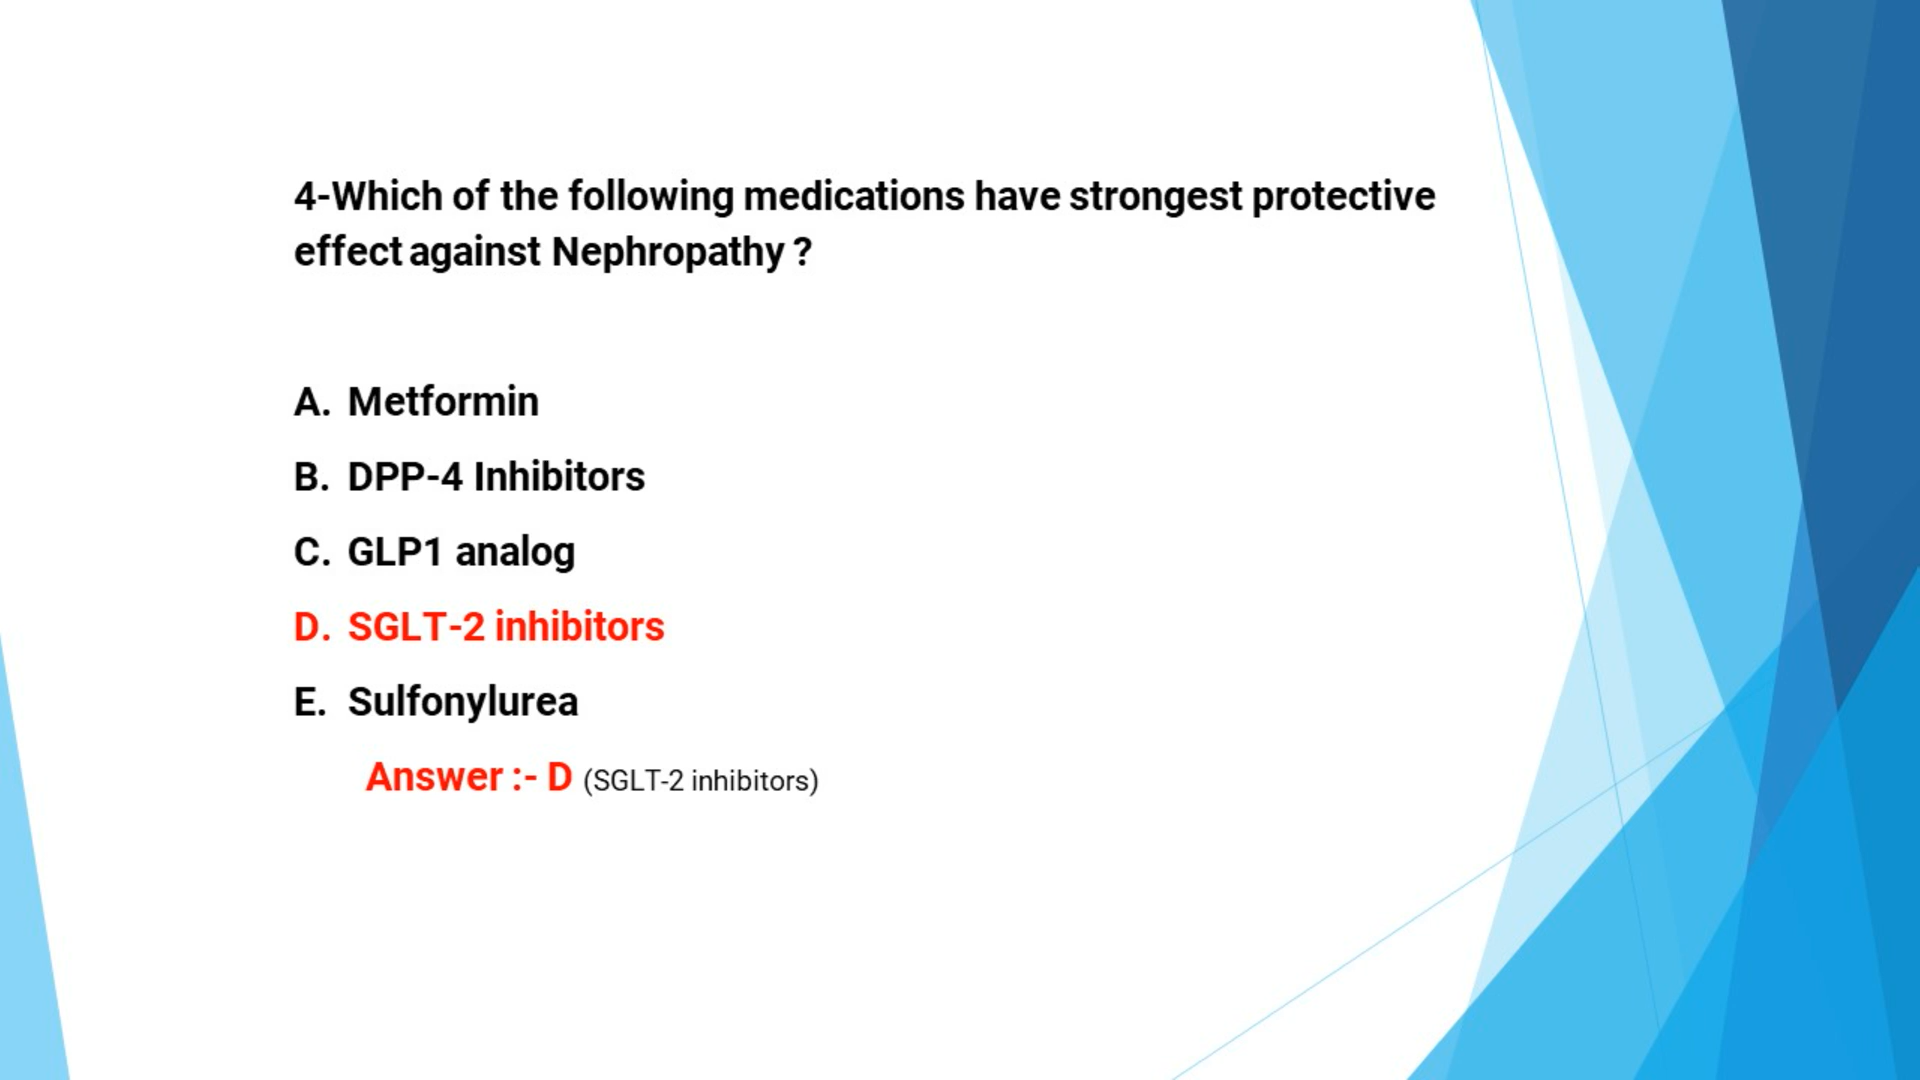 4-Which of the following medications have strongest protective
effect against Nephropathy ?
A. Metformin
B. DPP-4 Inhibitors
C. GLP1 analog
D. SGLT-2 inhibitors
E. Sulfonylurea
Answer :- D (SGLT-2 inhibitors)